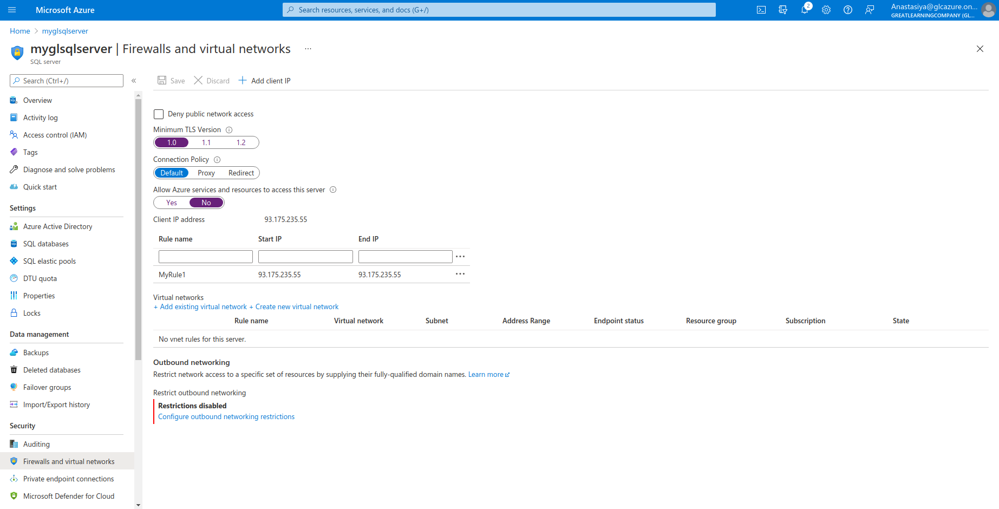 Microsoft Azure
Search resources, services, and docs (G+/)
2
Anastasiya@glcazure.on...
GREATLEARNINGCOMPANY (GL...
Home > myglsqlserver
myglsqlserver | Firewalls and virtual networks ...
SQL server
Search (Ctrl+/) «
Overview
Activity log
Access control (IAM)
Tags
Diagnose and solve problems
Quick start
Settings
Azure Active Directory
SQL databases
SQL elastic pools
DTU quota
Properties
Locks
Data management
Backups
Deleted databases
Failover groups
Import/Export history
Security
Auditing
Firewalls and virtual networks
Private endpoint connections
Microsoft Defender for Cloud
Save Discard + Add client IP
Deny public network access
Minimum TLS Version
1.0 1.1 1.2
Connection Policy
Default Proxy Redirect
Allow Azure services and resources to access this server
Yes No
Client IP address 93.175.235.55
Rule name Start IP End IP
...
MyRule1 93.175.235.55 93.175.235.55 ...
Virtual networks
+ Add existing virtual network + Create new virtual network
Rule name Virtual network Subnet Address Range Endpoint status Resource group Subscription State
No vnet rules for this server.
Outbound networking
Restrict network access to a specific set of resources by supplying their fully-qualified domain names. Learn more
Restrict outbound networking
Restrictions disabled
Configure outbound networking restrictions